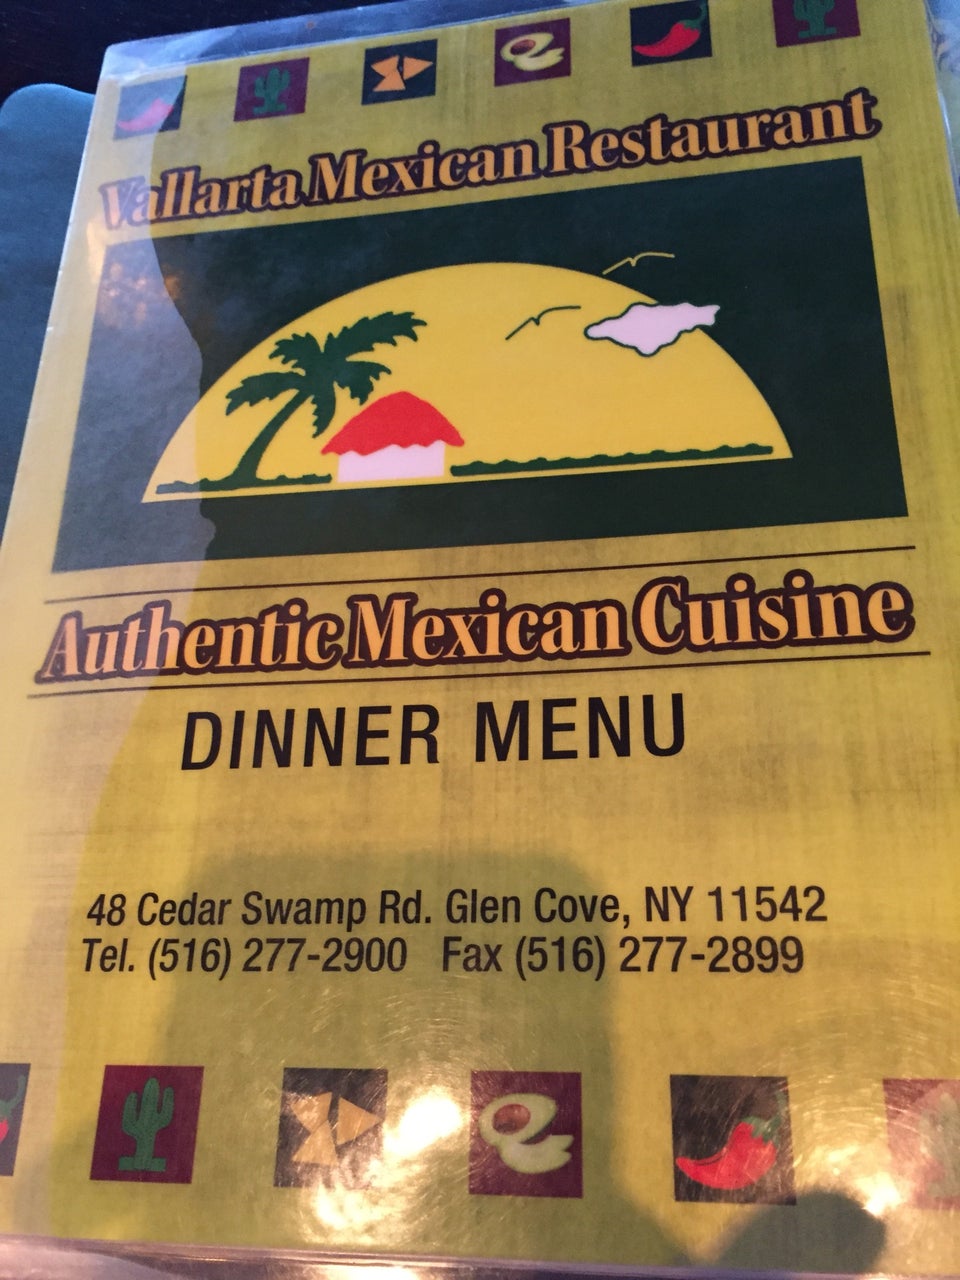 Vallarta Mexican Restaurant
Authentic Mexican Cuisine
DINNER MENU
48 Cedar Swamp Rd. Glen Cove, NY 11542
Tel. (516) 277-2900 Fax (516) 277-2899